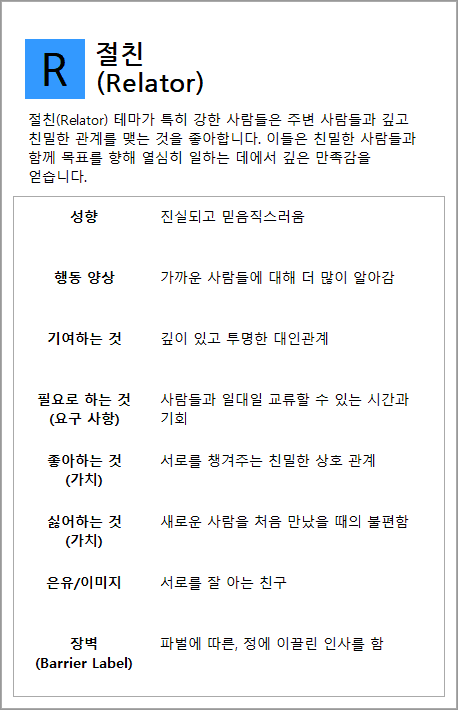 R
절친
(Relator)
절친(Relator) 테마가 특히 강한 사람들은 주변 사람들과 깊고
친밀한 관계를 맺는 것을 좋아합니다. 이들은 친밀한 사람들과
함께 목표를 향해 열심히 일하는 데에서 깊은 만족감을
얻습니다.
성향 진실되고 믿음직스러움
행동 양상 가까운 사람들에 대해 더 많이 알아감
기여하는 것 깊이 있고 투명한 대인관계
필요로 하는 것 사람들과 일대일 교류할 수 있는 시간과
(요구 사항) 기회
좋아하는 것 서로를 챙겨주는 친밀한 상호 관계
(가치)
싫어하는 것 새로운 사람을 처음 만났을 때의 불편함
(가치)
은유/이미지 서로를 잘 아는 친구
장벽 파벌에 따른, 정에 이끌린 인사를 함
(Barrier Label)